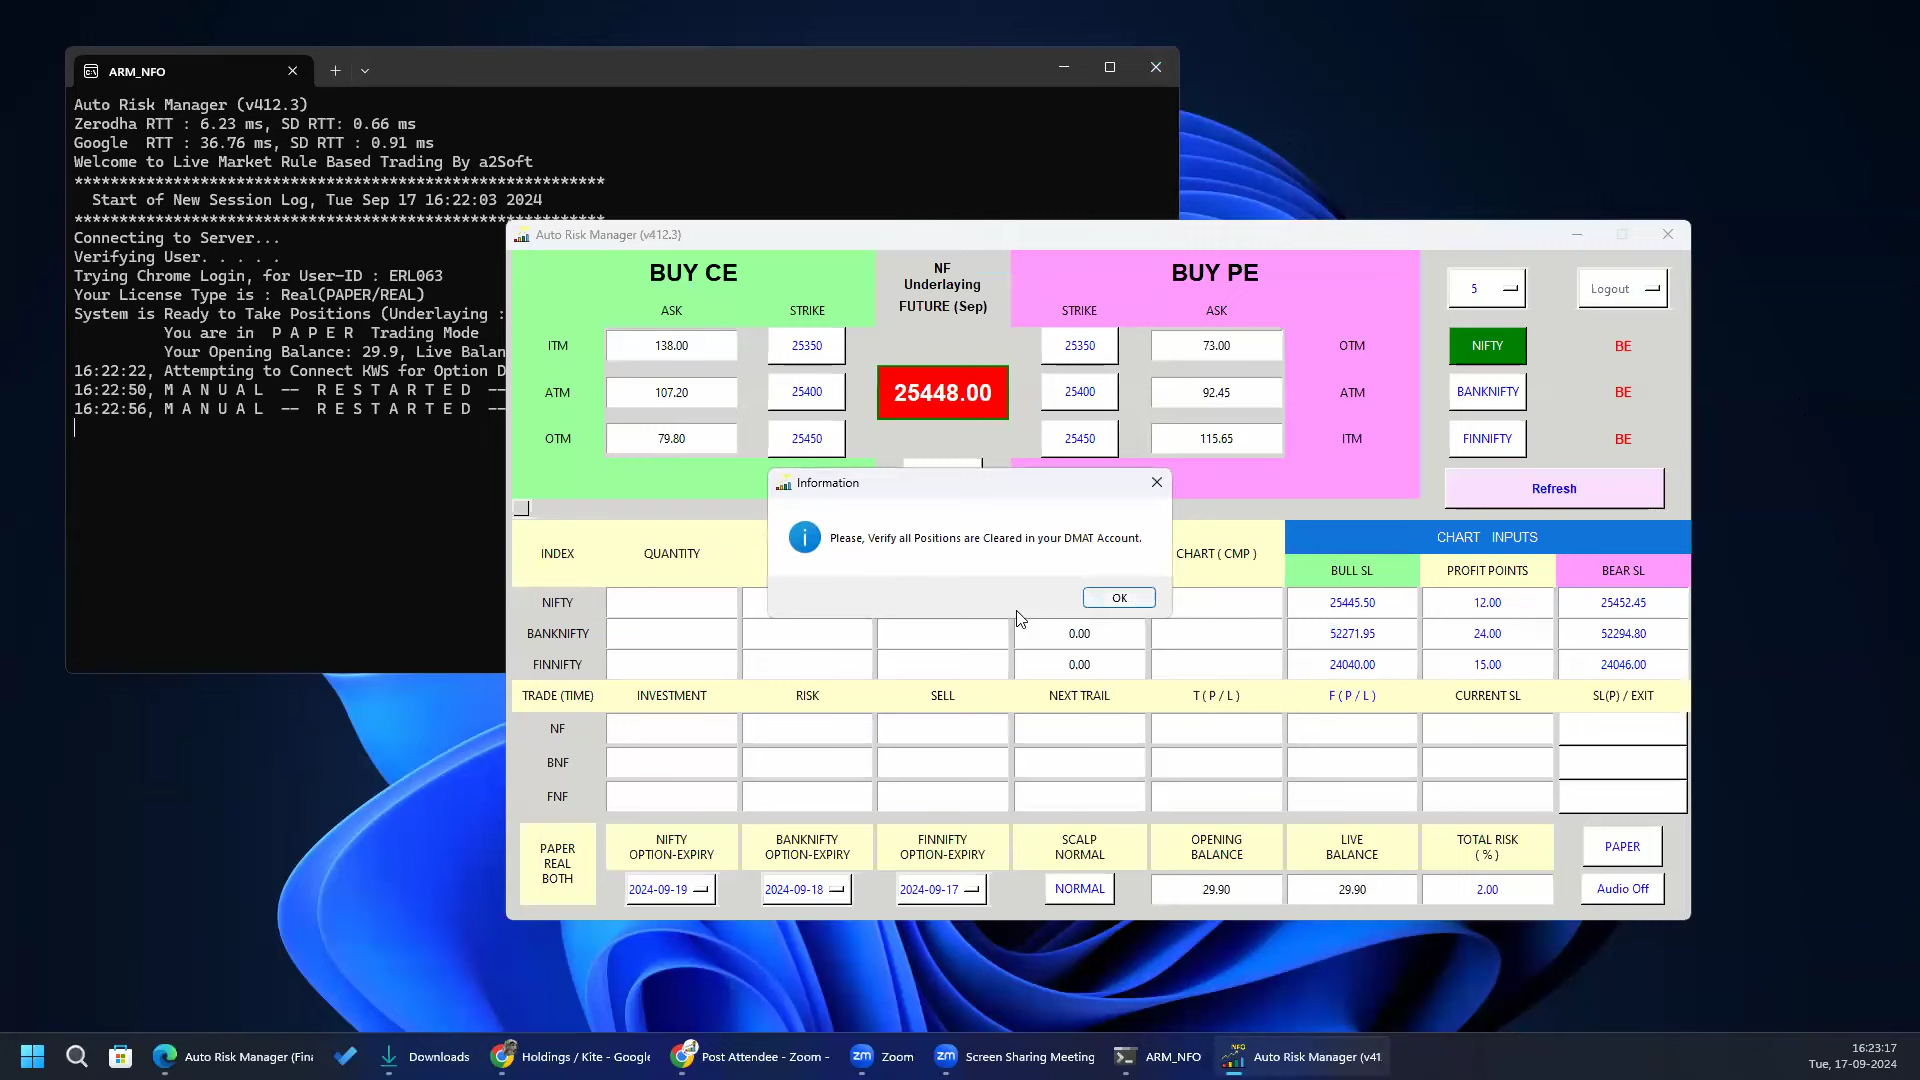 ARM_NFO
Auto Risk Manager (v412.3)
Zerodha RTT : 6.23 ms, SD RTT: 0.66 ms
Google  RTT : 36.76 ms, SD RTT : 0.91 ms
Welcome to Live Market Rule Based Trading By a2Soft
***********************************************************
Start of New Session Log, Tue Sep 17 16:22:03 2024
***********************************************************
Connecting to Server...
Verifying User. . . . .
Trying Chrome Login, for User-ID : ERL063
Your License Type is : Real(PAPER/REAL)
System is Ready to Take Positions (Underlaying :
You are in  P A P E R  Trading Mode
Your Opening Balance: 29.9, Live Balan
16:22:22, Attempting to Connect KWS for Option D
16:22:50, M A N U A L  --  R E S T A R T E D  --
16:22:56, M A N U A L  --  R E S T A R T E D  --
Auto Risk Manager (v412.3)
BUY CE
NF
Underlaying
FUTURE (Sep)
BUY PE
5
Logout
ASK STRIKE STRIKE ASK
ITM 138.00 25350 25350 73.00 OTM NIFTY BE
ATM 107.20 25400 25448.00 25400 92.45 ATM BANKNIFTY BE
OTM 79.80 25450 25450 115.65 ITM FINNIFTY BE
Refresh
Information
Please, Verify all Positions are Cleared in your DMAT Account.
OK
INDEX QUANTITY CHART ( CMP ) CHART INPUTS
BULL SL PROFIT POINTS BEAR SL
NIFTY 25445.50 12.00 25452.45
BANKNIFTY 0.00 52271.95 24.00 52294.80
FINNIFTY 0.00 24040.00 15.00 24046.00
TRADE (TIME) INVESTMENT RISK SELL NEXT TRAIL T ( P / L ) F ( P / L ) CURRENT SL SL(P) / EXIT
NF
BNF
FNF
PAPER
REAL
BOTH
NIFTY
OPTION-EXPIRY
BANKNIFTY
OPTION-EXPIRY
FINNIFTY
OPTION-EXPIRY
SCALP
NORMAL
OPENING
BALANCE
LIVE
BALANCE
TOTAL RISK
( % )
PAPER
2024-09-19 2024-09-18 2024-09-17 NORMAL 29.90 29.90 2.00 Audio Off
Auto Risk Manager (Fina
Downloads
Holdings / Kite - Google
Post Attendee - Zoom -
Zoom
Screen Sharing Meeting
ARM_NFO
Auto Risk Manager (v41
16:23:17
Tue, 17-09-2024